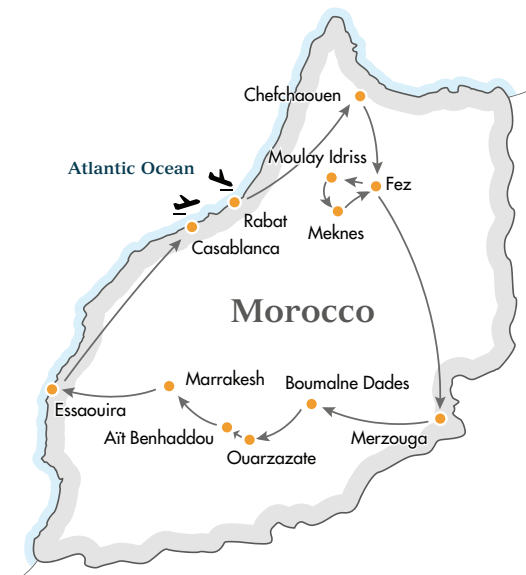 Chefchaouen
Moulay Idriss
Atlantic Ocean
Fez
Rabat
Meknes
Casablanca
Morocco
Marrakesh
Boumalne Dades
Essaouira
Aït Benhaddou
Merzouga
Ouarzazate